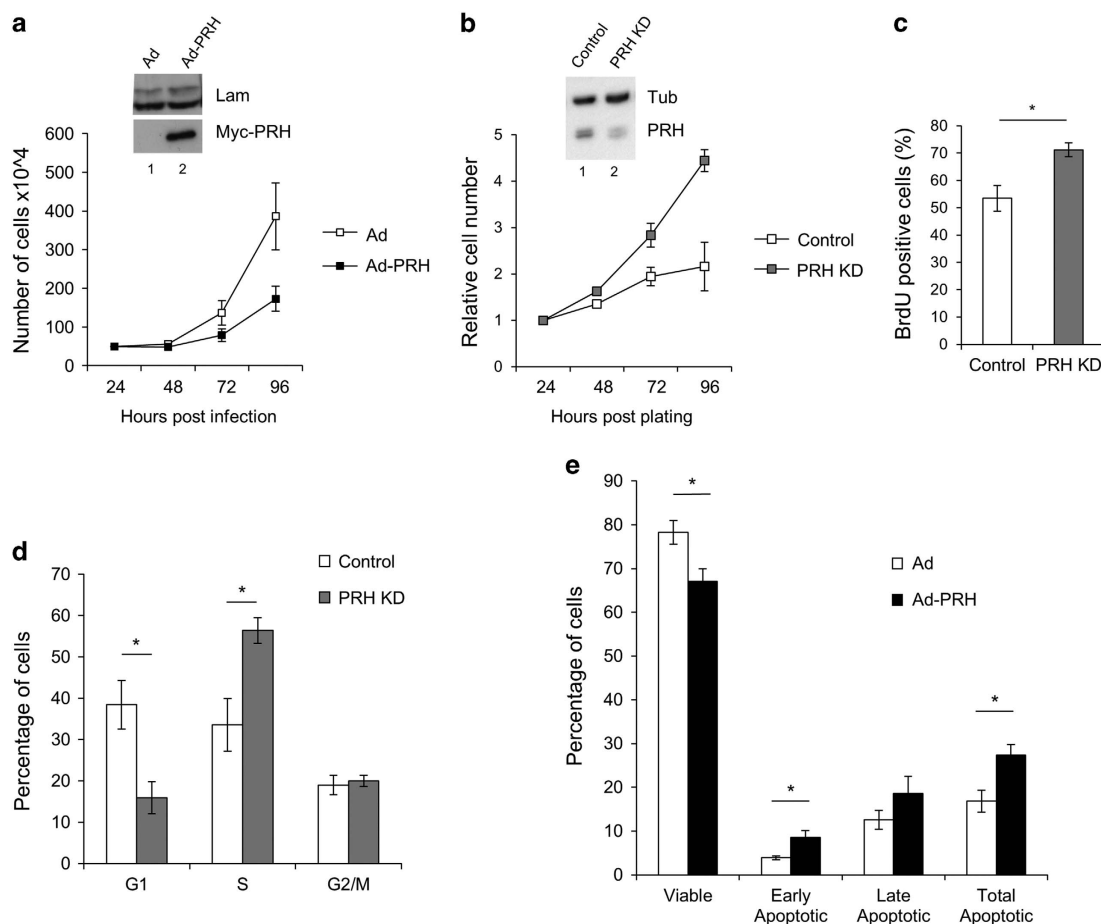 a
Ad
Ad-PRH
Lam
Myc-PRH
1 2
Number of cells x10^4
600
500
400
300
200
100
0
24 48 72 96
Hours post infection
Ad
Ad-PRH
b
Control
PRH KD
Tub
PRH
1 2
Relative cell number
5
4
3
2
1
0
24 48 72 96
Hours post plating
Control
PRH KD
c
BrdU positive cells (%)
80
70
60
50
40
30
20
10
0
*
Control PRH KD
d
Control
PRH KD
Percentage of cells
70
60
50
40
30
20
10
0
*
*
G1 S G2/M
e
Ad
Ad-PRH
Percentage of cells
90
80
70
60
50
40
30
20
10
0
*
*
*
Viable Early Late Total
Apoptotic Apoptotic Apoptotic